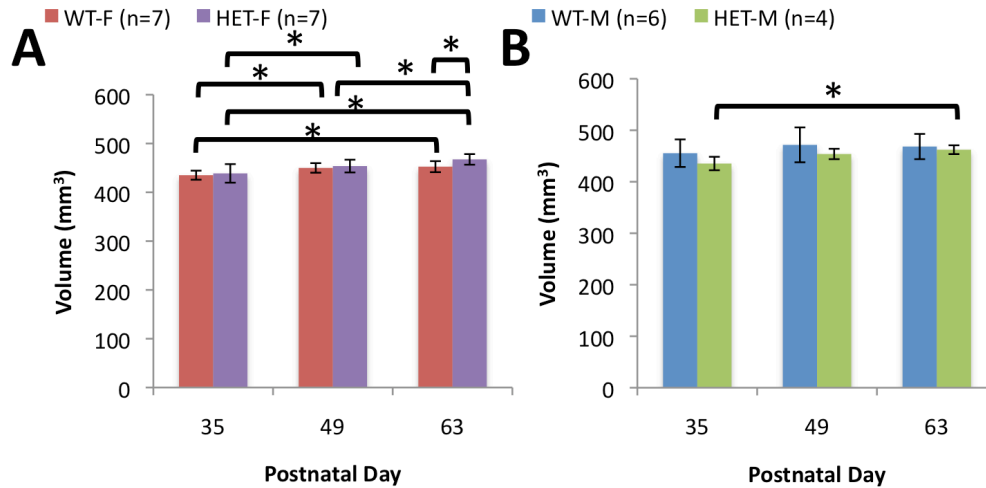 WT-F (n=7) HET-F (n=7)
A
* * * * * *
Volume (mm³)
600
500
400
300
200
100
0
35 49 63
Postnatal Day
WT-M (n=6) HET-M (n=4)
B
*
Volume (mm³)
600
500
400
300
200
100
0
35 49 63
Postnatal Day